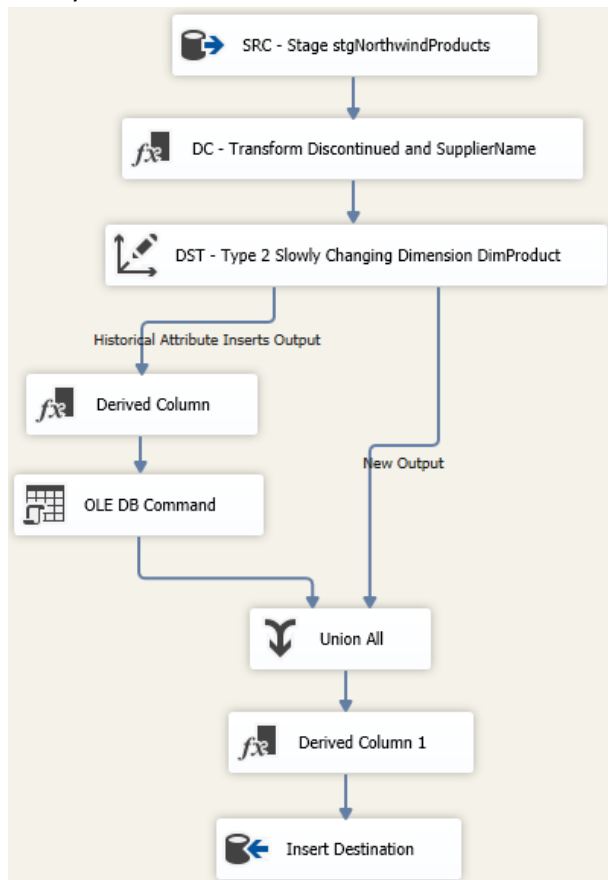 SRC - Stage stgNorthwindProducts
DC - Transform Discontinued and SupplierName
DST - Type 2 Slowly Changing Dimension DimProduct
Historical Attribute Inserts Output
Derived Column
New Output
OLE DB Command
Union All
Derived Column 1
Insert Destination